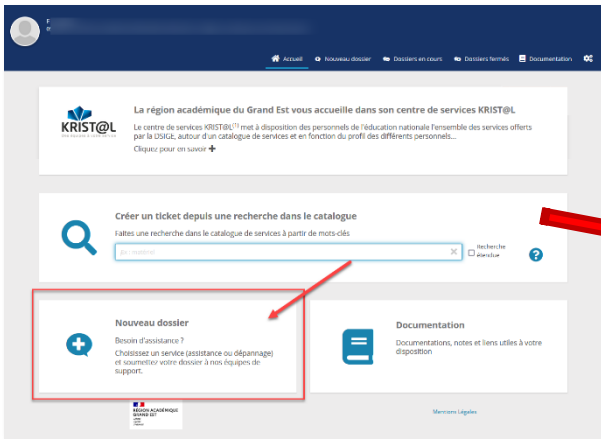 Accueil
Nouveau dossier
Dossiers en cours
Dossiers fermés
Documentation
KRIST@L
La région académique du Grand Est vous accueille dans son centre de services KRIST@L
Le centre de services KRIST@L(1) met à disposition des personnels de l'éducation nationale l'ensemble des services offerts
par la DSIGE, autour d'un catalogue de services et en fonction du profil des différents personnels...
Cliquez pour en savoir +
Créer un ticket depuis une recherche dans le catalogue
Faites une recherche dans le catalogue de services à partir de mots-clés
Recherche
étendue
Nouveau dossier
Besoin d'assistance ?
Choisissez un service (assistance ou dépannage)
et soumettez votre dossier à nos équipes de
support.
Documentation
Documentations, notes et liens utiles à votre
disposition
RÉGION ACADÉMIQUE
GRAND EST
Mentions Légales